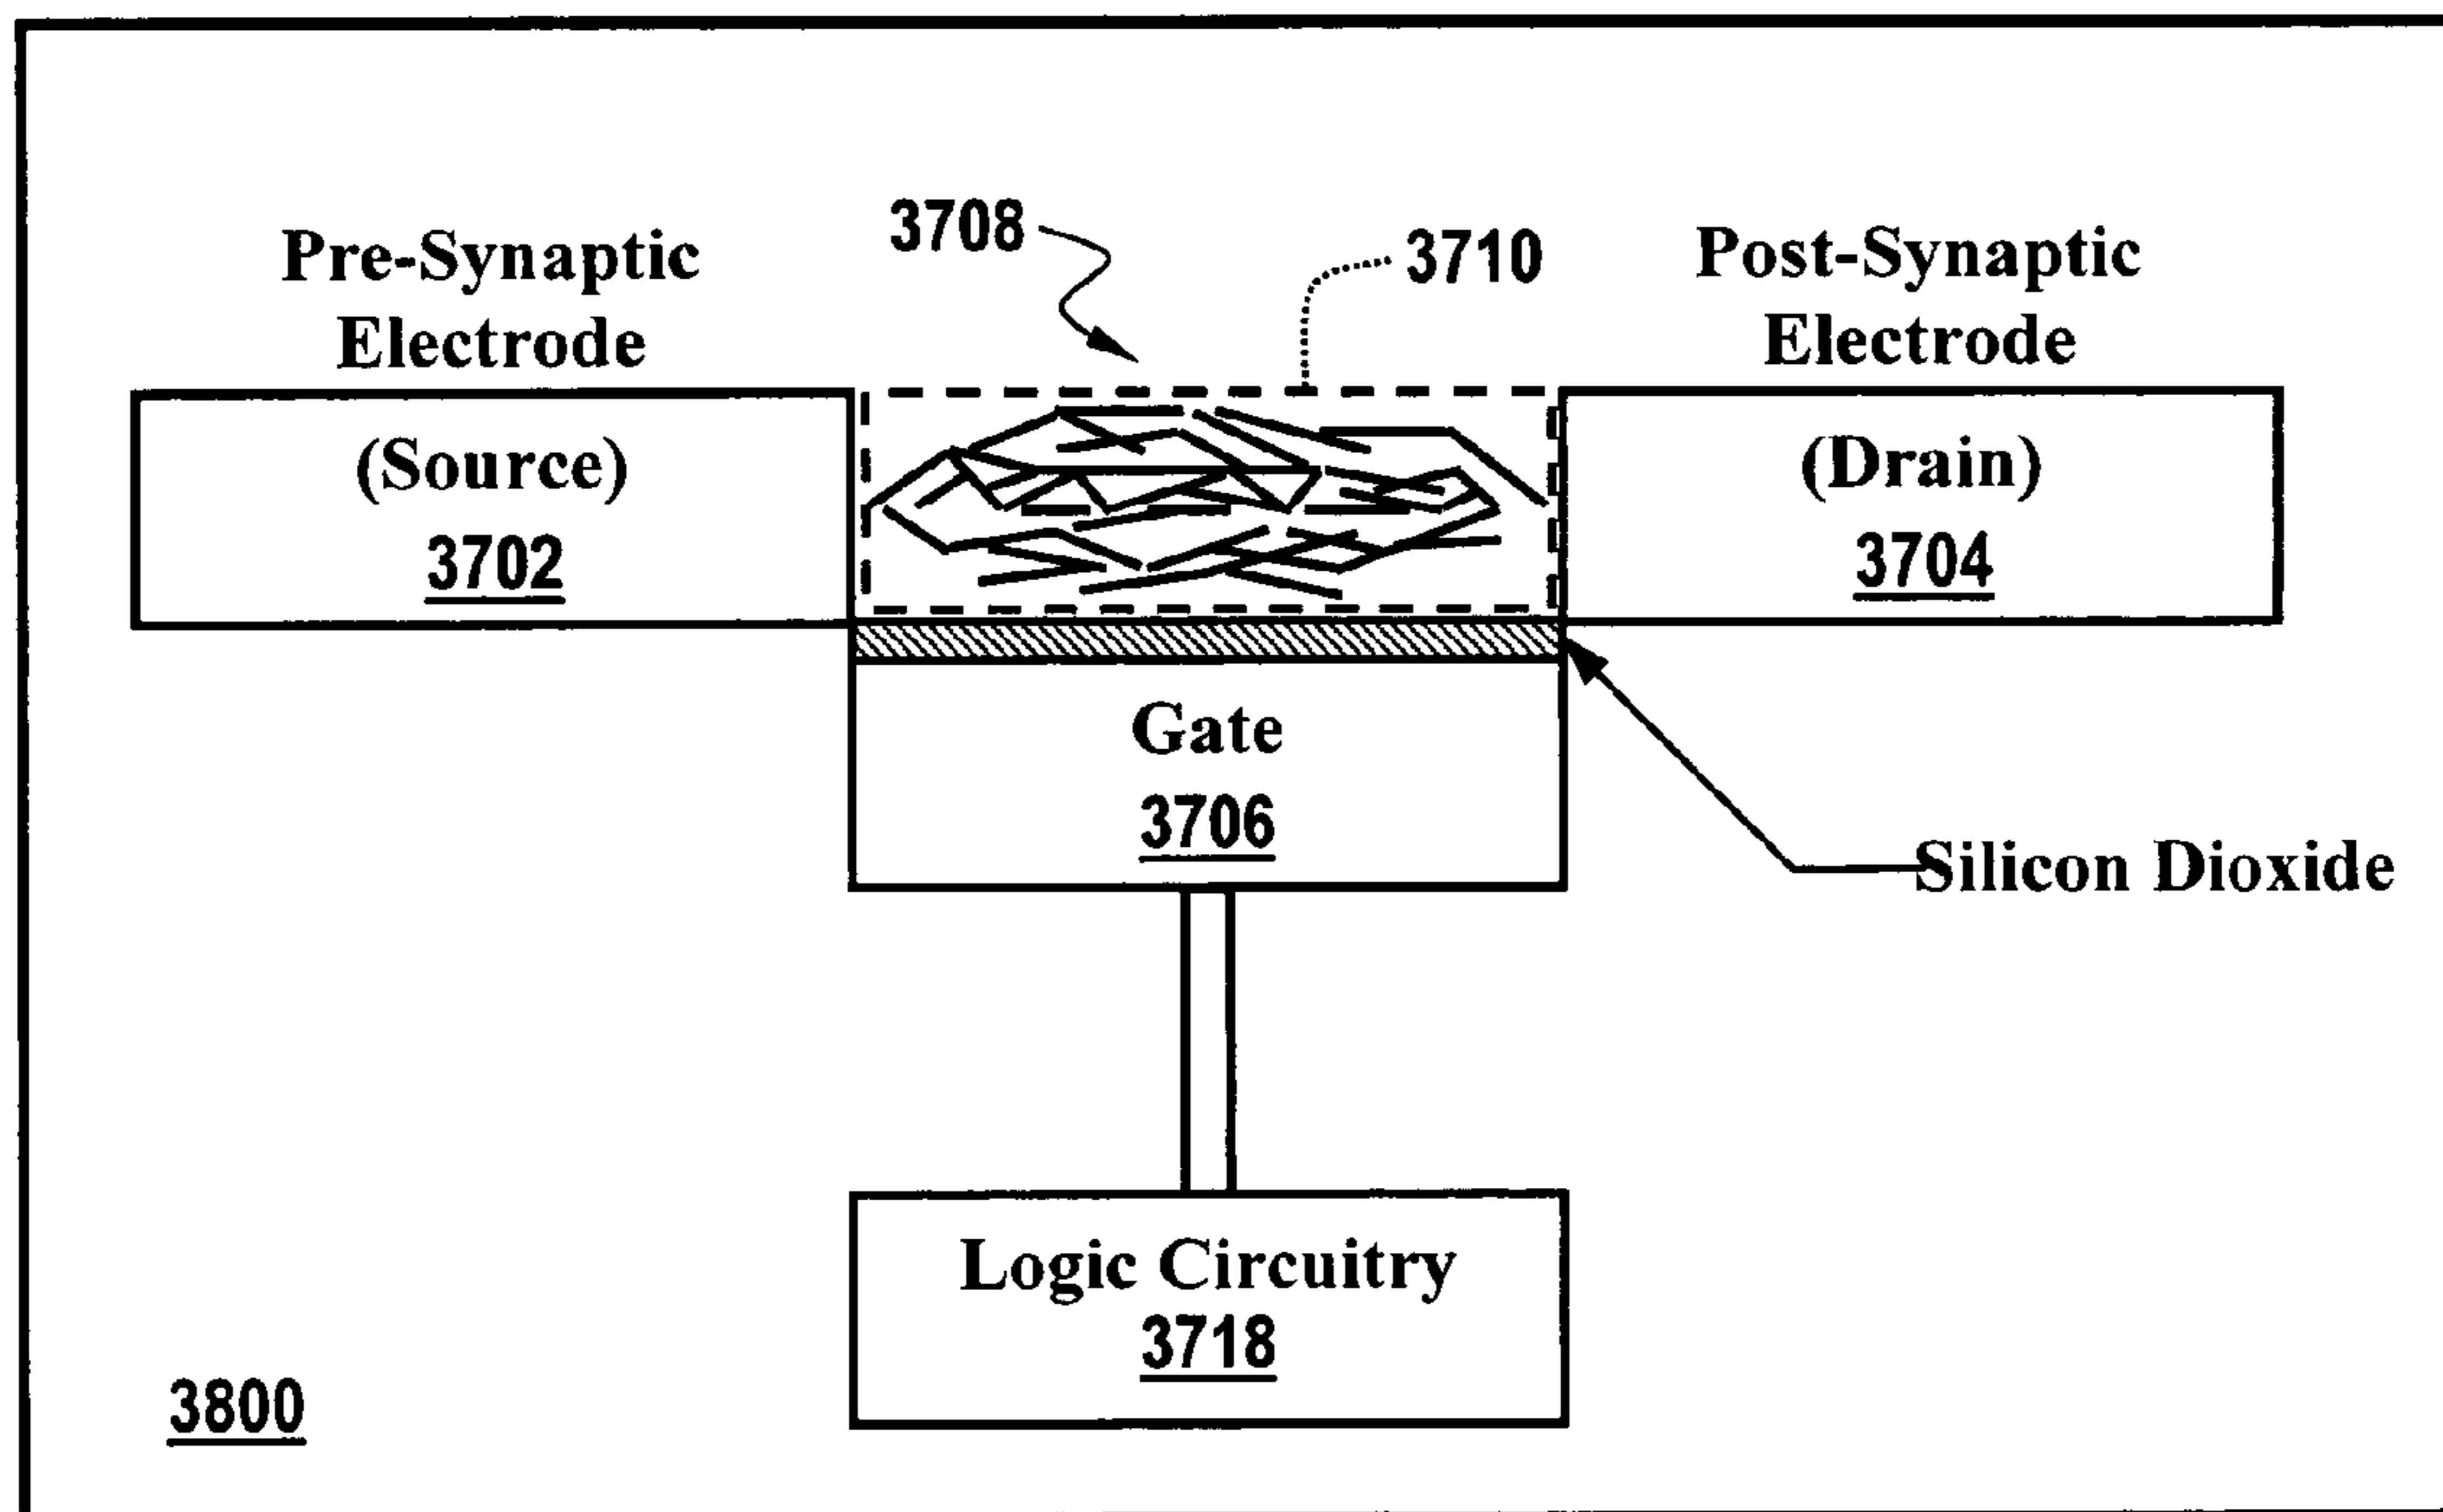 3708
3710
Pre-Synaptic
Electrode
Post-Synaptic
Electrode
(Source)
3702
(Drain)
3704
Gate
3706
Silicon Dioxide
Logic Circuitry
3718
3800